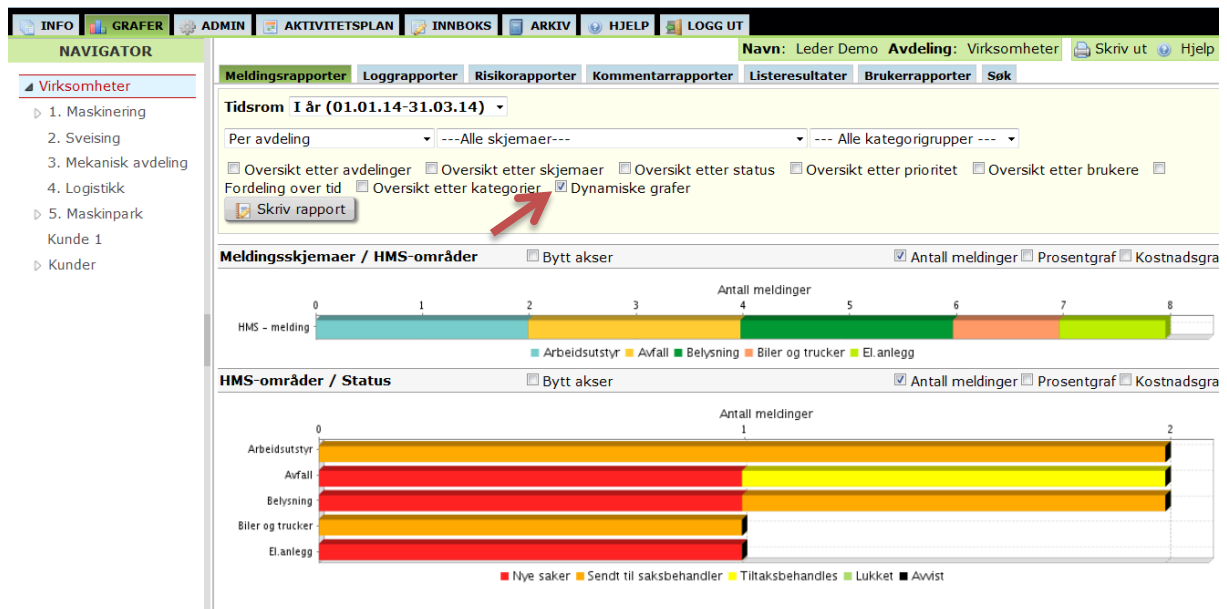 INFO GRAFER ADMIN AKTIVITETSPLAN INNBOKS ARKIV HJELP LOGG UT
NAVIGATOR
Virksomheter
1. Maskinering
2. Sveising
3. Mekanisk avdeling
4. Logistikk
5. Maskinpark
Kunde 1
Kunder
Navn: Leder Demo Avdeling: Virksomheter Skriv ut Hjelp
Meldingsrapporter Loggrapporter Risikorapporter Kommentarrapporter Listeresultater Brukerrapporter Søk
Tidsrom I år (01.01.14-31.03.14)
Per avdeling ---Alle skjemaer--- --- Alle kategorigrupper ---
Oversikt etter avdelinger Oversikt etter skjemaer Oversikt etter status Oversikt etter prioritet Oversikt etter brukere
Fordeling over tid Oversikt etter kategorier Dynamiske grafer
Skriv rapport
Meldingsskjemaer / HMS-områder Bytt akser Antall meldinger Prosentgraf Kostnadsgra
Antall meldinger
0 1 2 3 4 5 6 7 8
HMS - melding
Arbeidsutstyr Avfall Belysning Biler og trucker El.anlegg
HMS-områder / Status Bytt akser Antall meldinger Prosentgraf Kostnadsgra
Antall meldinger
0 1 2
Arbeidsutstyr
Avfall
Belysning
Biler og trucker
El.anlegg
Nye saker Sendt til saksbehandler Tiltaksbehandles Lukket Avvist